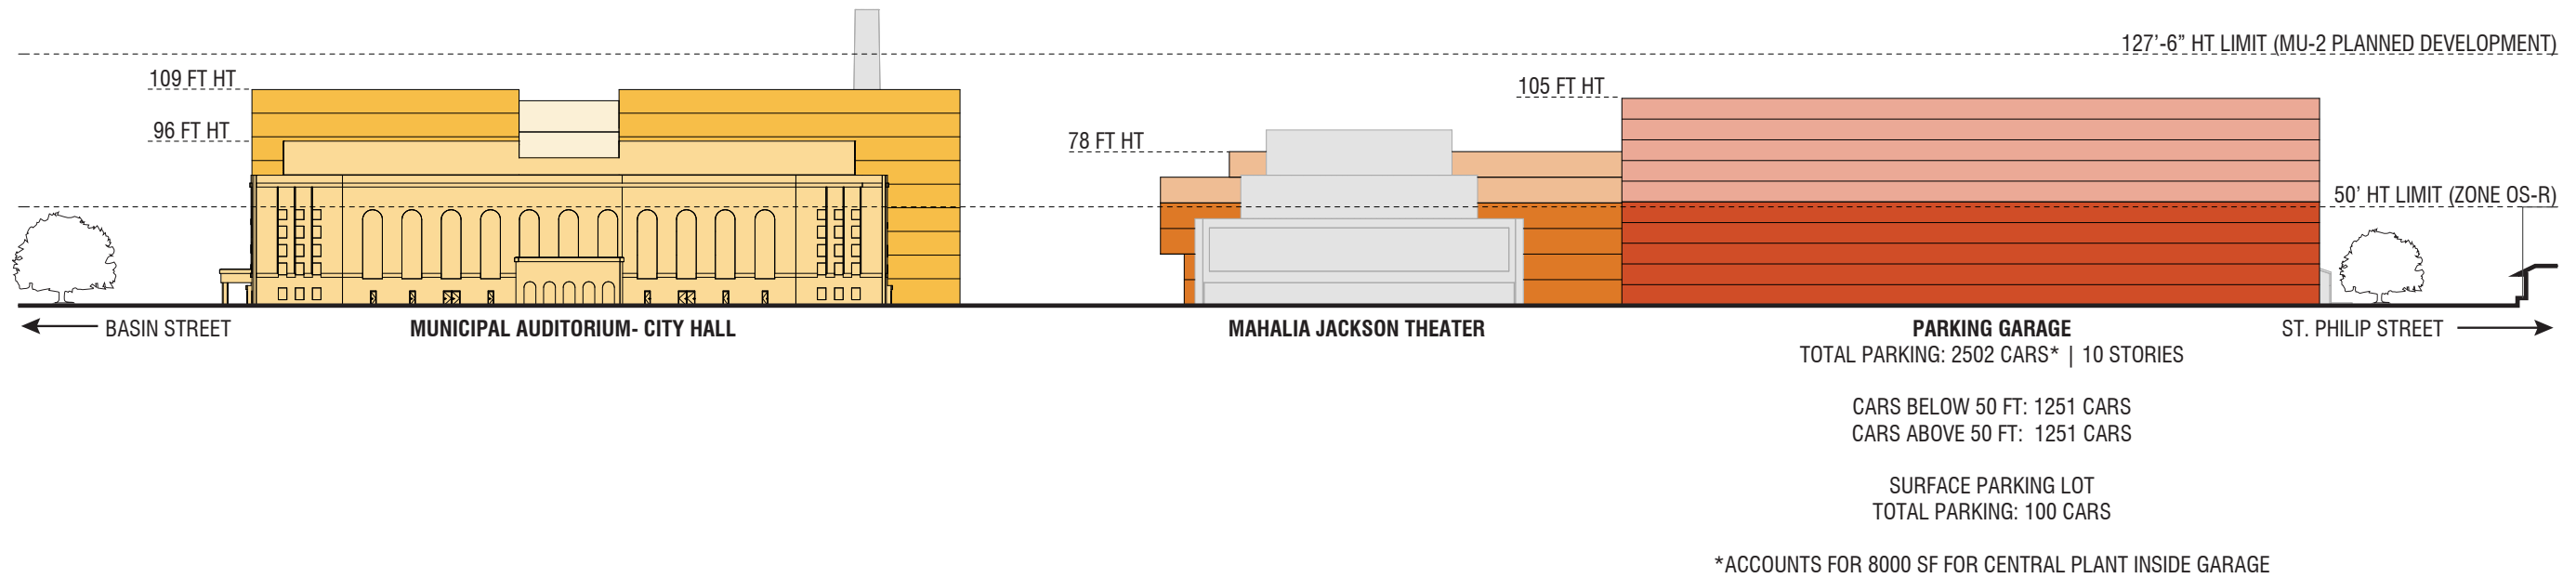 127'-6” HT LIMIT (MU-2 PLANNED DEVELOPMENT)
109 FT HT
105 FT HT
96 FT HT
78 FT HT
50’ HT LIMIT (ZONE OS-R)
BASIN STREET
MUNICIPAL AUDITORIUM- CITY HALL
MAHALIA JACKSON THEATER
PARKING GARAGE
ST. PHILIP STREET
TOTAL PARKING: 2502 CARS* | 10 STORIES
CARS BELOW 50 FT: 1251 CARS
CARS ABOVE 50 FT: 1251 CARS
SURFACE PARKING LOT
TOTAL PARKING: 100 CARS
*ACCOUNTS FOR 8000 SF FOR CENTRAL PLANT INSIDE GARAGE